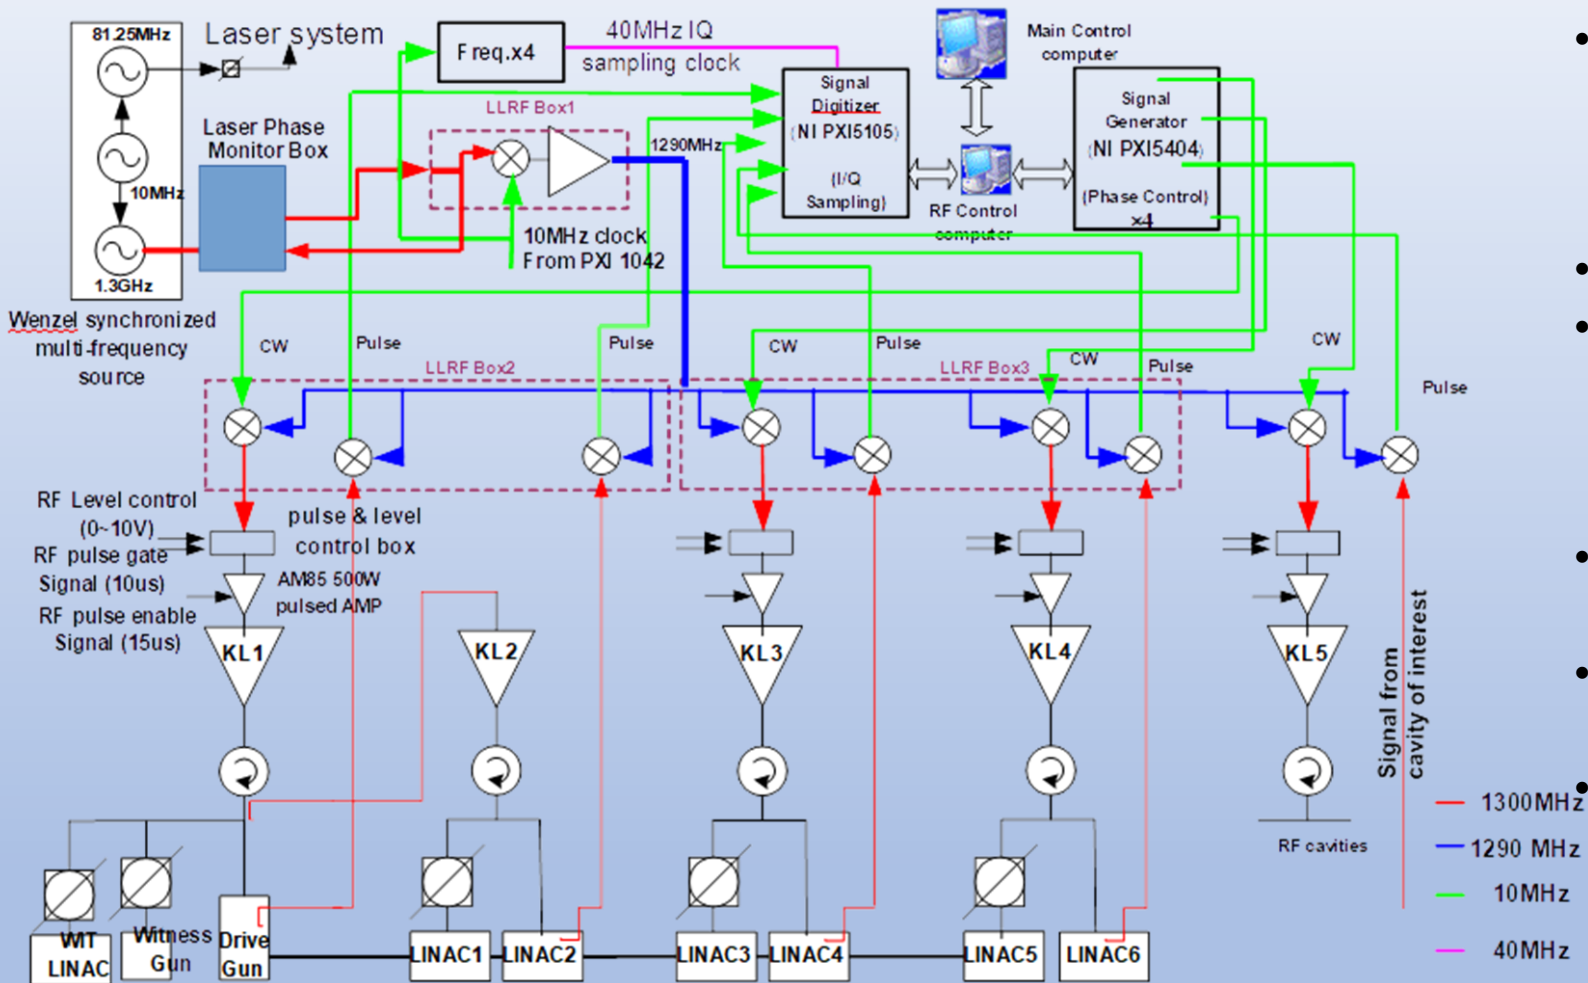 81.25MHz
Laser system
10MHz
1.3GHz
Wenzel synchronized
multi-frequency
source
Laser Phase
Monitor Box
Freq.x4
40MHz IQ
sampling clock
LLRF Box1
10MHz clock
From PXI 1042
1290MHz
Signal
Digitizer
(NI PXI5105)
(I/Q
Sampling)
Main Control
computer
RF Control
computer
Signal
Generator
(NI PXI5404)
(Phase Control)
x4
CW
Pulse
Pulse
CW
Pulse
CW
Pulse
CW
Pulse
LLRF Box2
LLRF Box3
RF Level control
(0~10V)
RF pulse gate
Signal (10us)
RF pulse enable
Signal (15us)
pulse & level
control box
AM85 500W
pulsed AMP
KL1
KL2
KL3
KL4
KL5
Signal from
cavity of interest
RF cavities
1300MHz
1290 MHz
10MHz
40MHz
WIT
LINAC
Witness
Gun
Drive
Gun
LINAC1
LINAC2
LINAC3
LINAC4
LINAC5
LINAC6